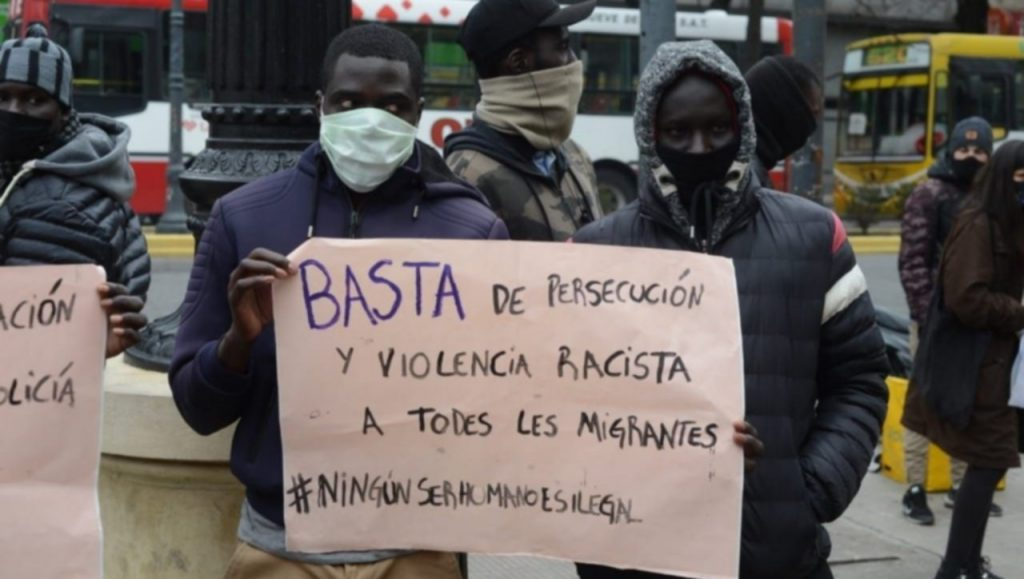 ACIÓN
OLICÍA
BASTA DE PERSECUCIÓN
Y VIOLENCIA RACISTA
A TODES LES MIGRANTES
#NINGÚNSERHUMANOESILEGAL